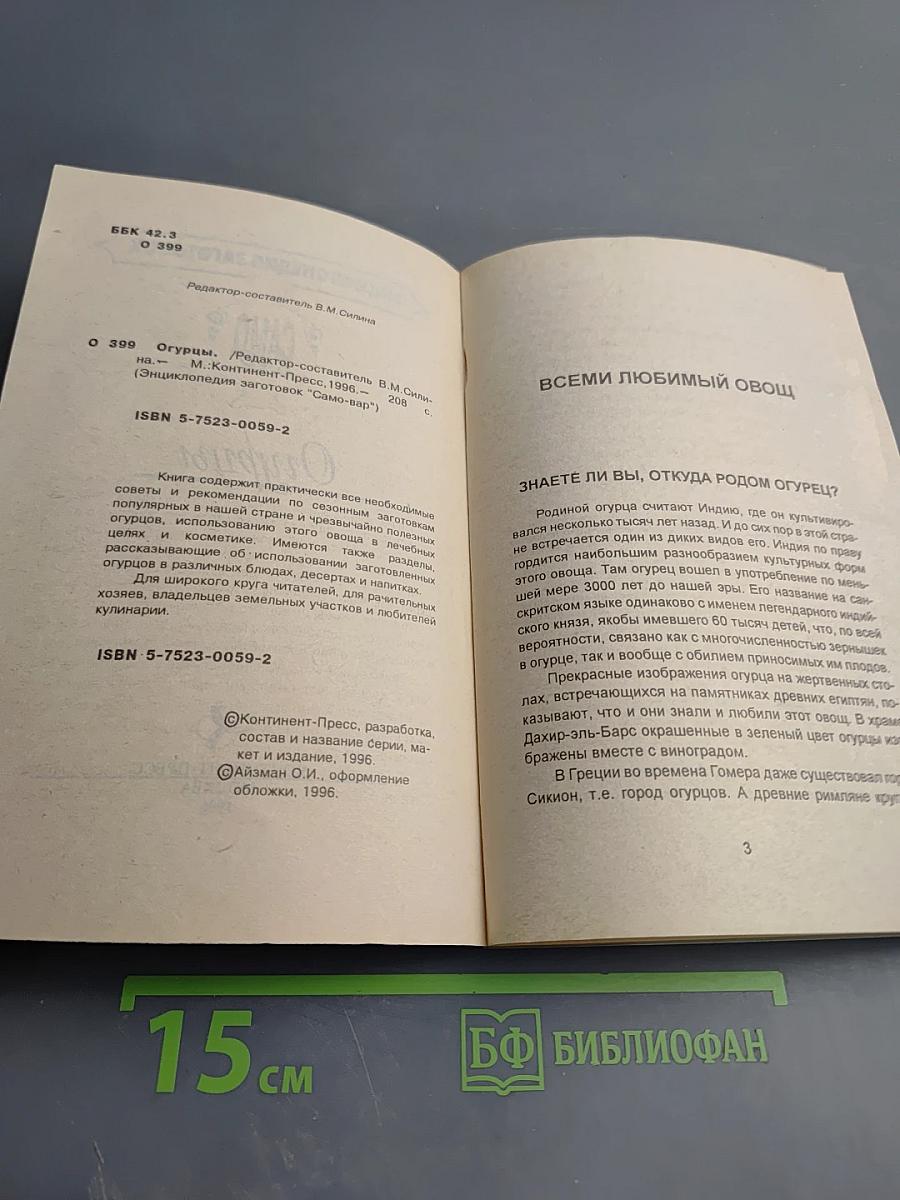 ББК 42.3
О 399
Редактор-составитель В.М.Силина
О 399 Огурцы. /Редактор-составитель В.М.Сили-
на.— М.:Континент-Пресс,1996.— 208 с.
(Энциклопедия заготовок "Само-вар")
ISBN 5-7523-0059-2
Книга содержит практически все необходимые
советы и рекомендации по сезонным заготовкам
популярных в нашей стране и чрезвычайно полезных
огурцов, использованию этого овоща в лечебных
целях и косметике. Имеются также разделы,
рассказывающие об использовании заготовленных
огурцов в различных блюдах, десертах и напитках.
Для широкого круга читателей, для рачительных
хозяев, владельцев земельных участков и любителей
кулинарии.
ISBN 5-7523-0059-2
©Континент-Пресс, разработка,
состав и название серии, ма-
кет и издание, 1996.
©Айзман О.И., оформление
обложки, 1996.
ВСЕМИ ЛЮБИМЫЙ ОВОЩ
ЗНАЕТЕ ЛИ ВЫ, ОТКУДА РОДОМ ОГУРЕЦ?
Родиной огурца считают Индию, где он культивиро-
вался несколько тысяч лет назад. И до сих пор в этой стра-
не встречается один из диких видов его. Индия по праву
гордится наибольшим разнообразием культурных форм
этого овоща. Там огурец вошел в употребление по мень-
шей мере 3000 лет до нашей эры. Его название на сан-
скритском языке одинаково с именем легендарного индий-
ского князя, якобы имевшего 60 тысяч детей, что, по всей
вероятности, связано как с многочисленностью зернышек
в огурце, так и вообще с обилием приносимых им плодов.
Прекрасные изображения огурца на жертвенных сто-
лах, встречающихся на памятниках древних египтян, по-
казывают, что и они знали и любили этот овощ. В храме
Дахир-эль-Барс окрашенные в зеленый цвет огурцы изо
бражены вместе с виноградом.
В Греции во времена Гомера даже существовал гор
Сикион, т.е. город огурцов. А древние римляне круг
3
15 см
БФ БИБЛИОФАН